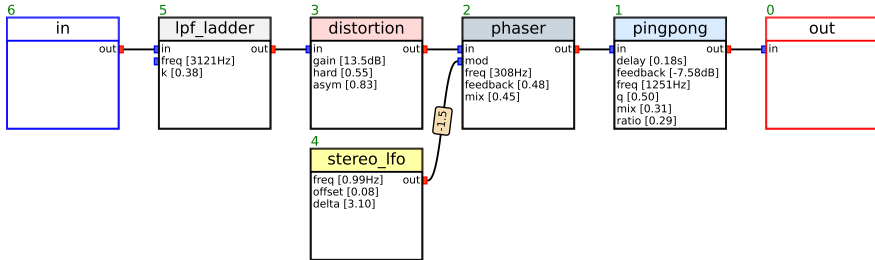 6
in
out
5
lpf_ladder
in
out
freq [3121Hz]
k [0.38]
3
distortion
in
out
gain [13.5dB]
hard [0.55]
asym [0.83]
2
phaser
in
out
mod
freq [308Hz]
feedback [0.48]
mix [0.45]
1
pingpong
in
out
delay [0.18s]
feedback [-7.58dB]
freq [1251Hz]
q [0.50]
mix [0.31]
ratio [0.29]
0
out
in
-1.5
4
stereo_lfo
freq [0.99Hz]
out
offset [0.08]
delta [3.10]